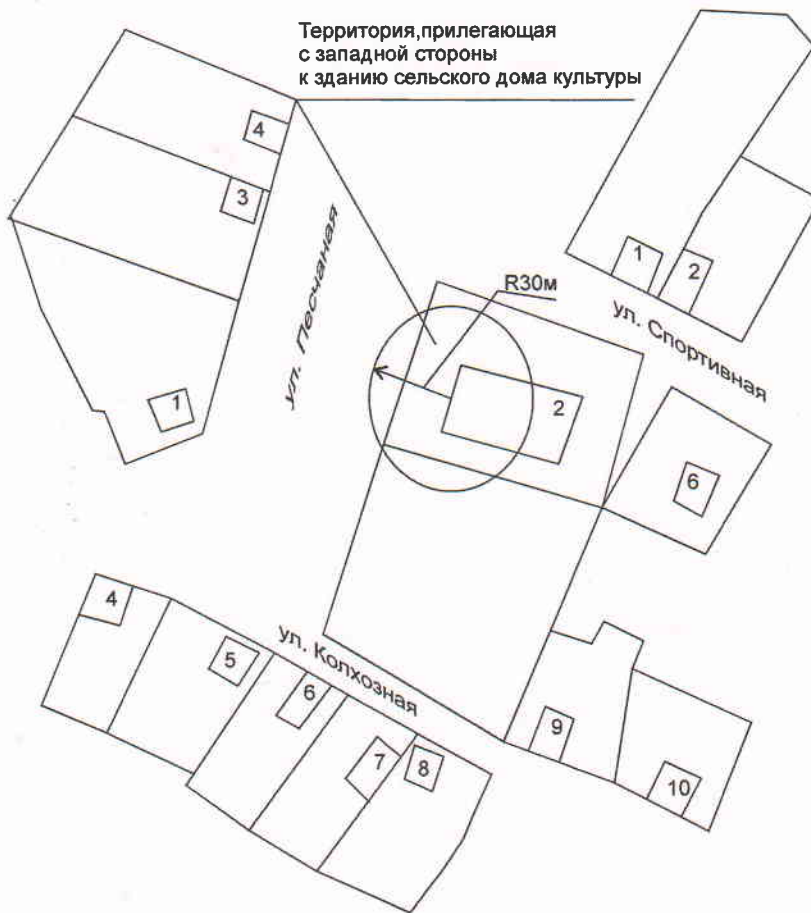 Территория,прилегающая
с западной стороны
к зданию сельского дома культуры
4
3
ул. Песчаная
1
1
2
ул. Спортивная
R30м
2
6
4
ул. Колхозная
5
6
7
8
9
10